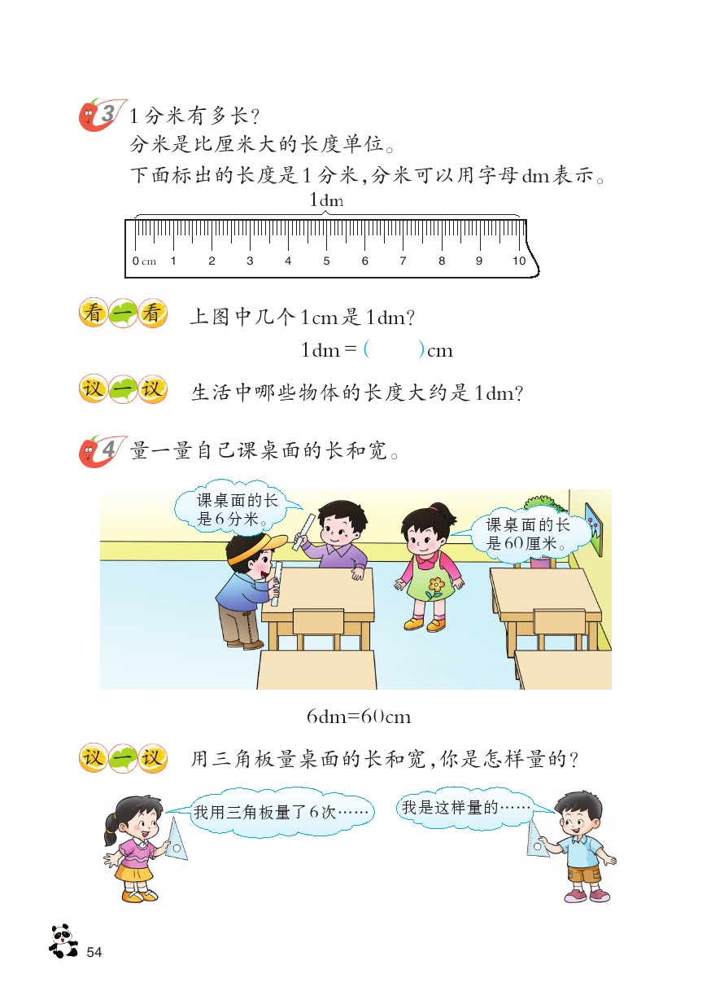 3 1分米有多长?
分米是比厘米大的长度单位。
下面标出的长度是1分米,分米可以用字母dm表示。
1dm
0 cm 1 2 3 4 5 6 7 8 9 10
看一看 上图中几个1cm是1dm?
1dm=( )cm
议一议 生活中哪些物体的长度大约是1dm?
4 量一量自己课桌面的长和宽。
课桌面的长
是6分米。
课桌面的长
是60厘米。
6dm=60cm
议一议 用三角板量桌面的长和宽,你是怎样量的?
我用三角板量了6次……
我是这样量的……
54